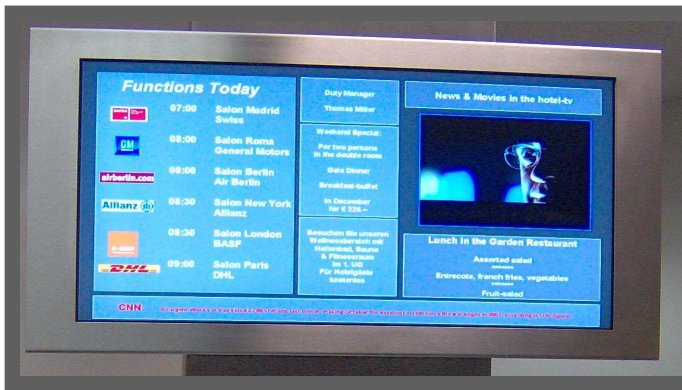 Functions Today
07:00 Salon Madrid
Swiss
GM
08:00 Salon Roma
General Motors
airberlin.com
08:00 Salon Berlin
Air Berlin
Allianz
08:30 Salon New York
Allianz
08:30 Salon London
BASF
DHL
09:00 Salon Paris
DHL
Duty Manager
Thomas Miller
Weekend Special:
For two persons
in the double room
Gala Dinner
Breakfast-buffet
in December
für € 229.--
Besuchen Sie unseren
Wellnessbereich mit
Hallenbad, Sauna
& Fitnessraum
im 1. UG
Für Hotelgäste
kostenlos
News & Movies in the hotel-tv
Lunch in the Garden Restaurant
Assorted salad
Entrecote, french fries, vegetables
Fruit-salad
CNN